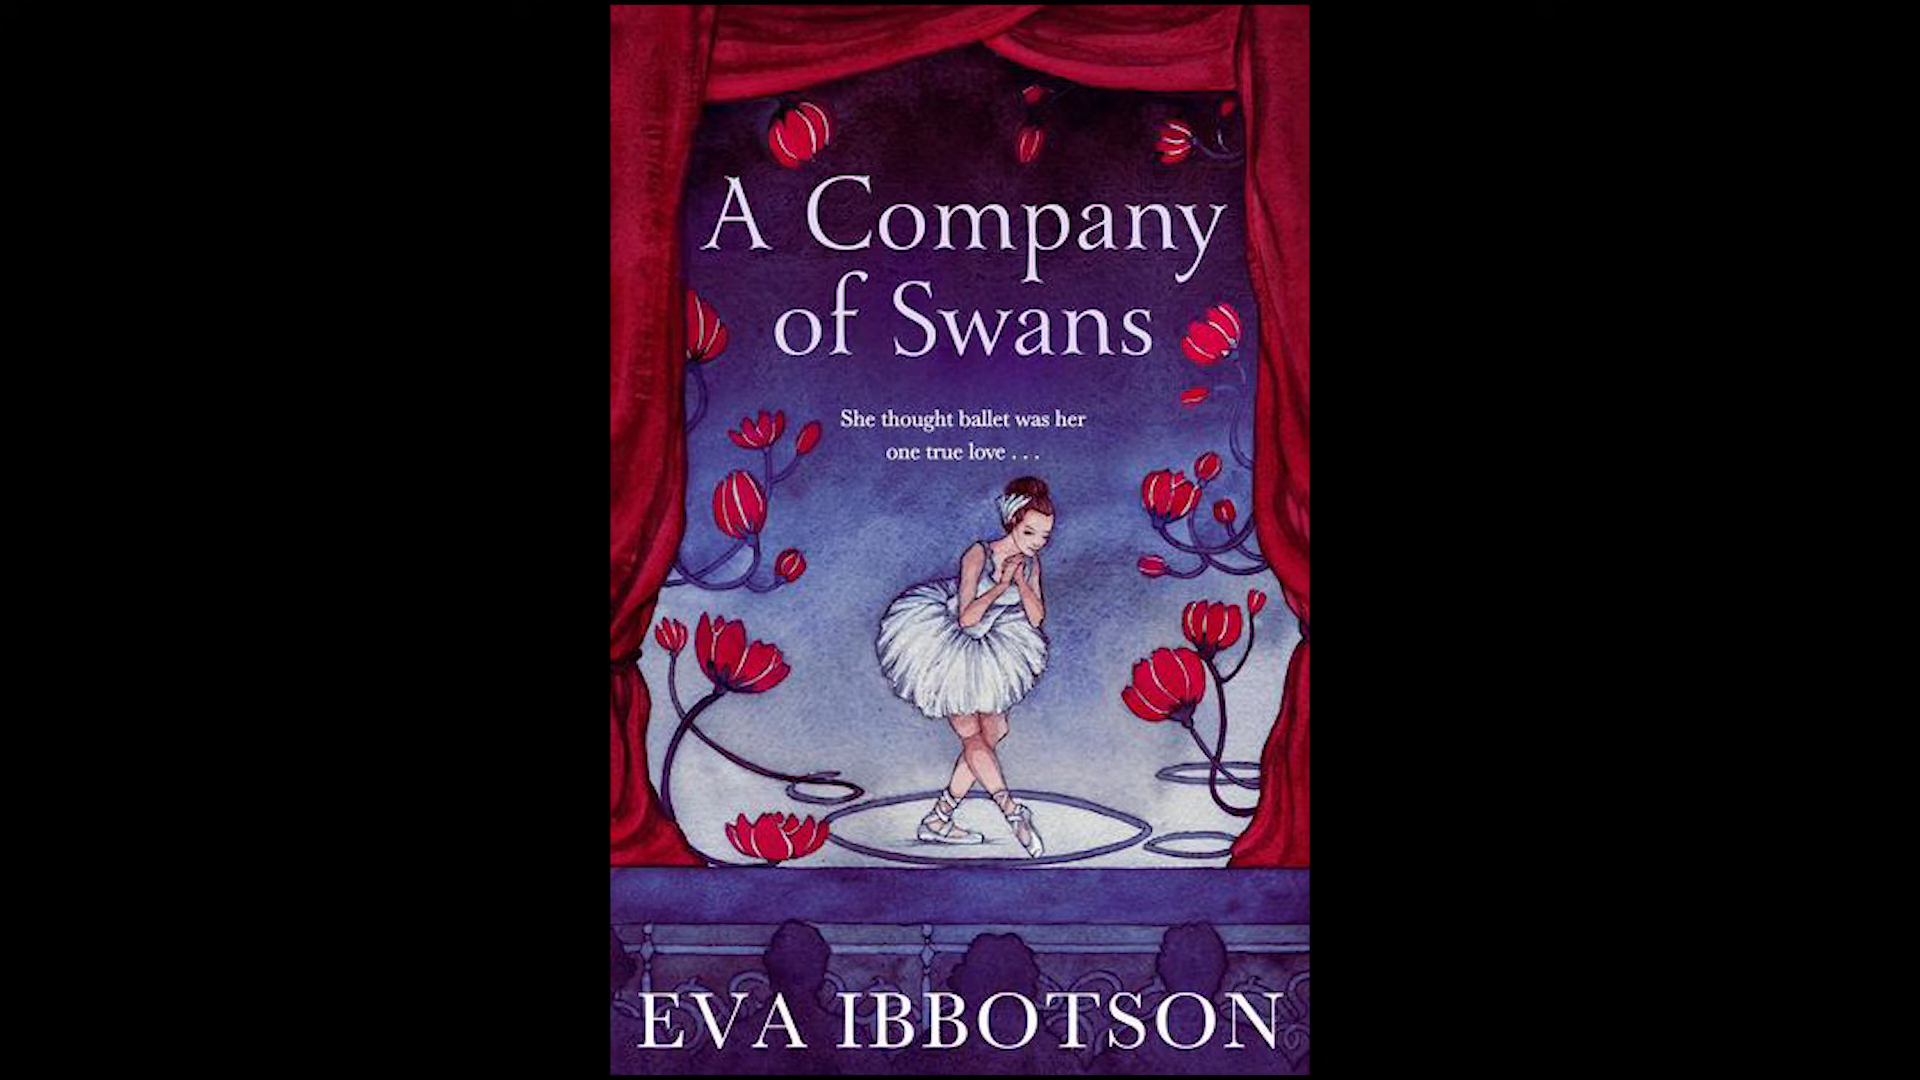 A Company
of Swans
She thought ballet was her
one true love . . .
EVA IBBOTSON